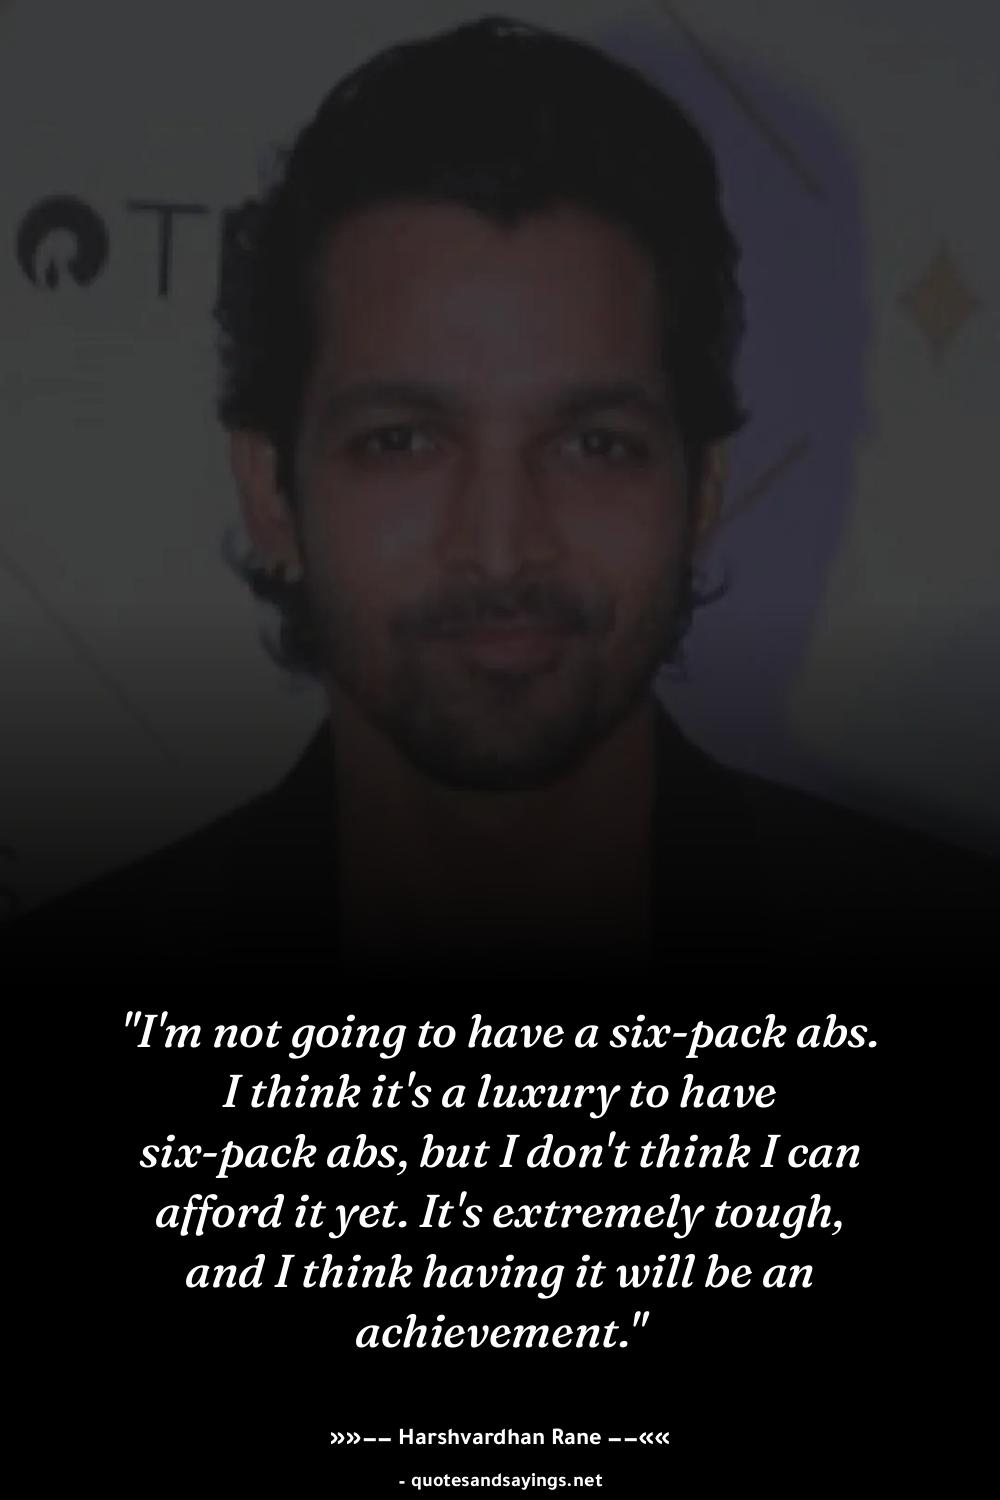 T
"I'm not going to have a six-pack abs.
I think it's a luxury to have
six-pack abs, but I don't think I can
afford it yet. It's extremely tough,
and I think having it will be an
achievement."
»»–– Harshvardhan Rane ––««
- quotesandsayings.net